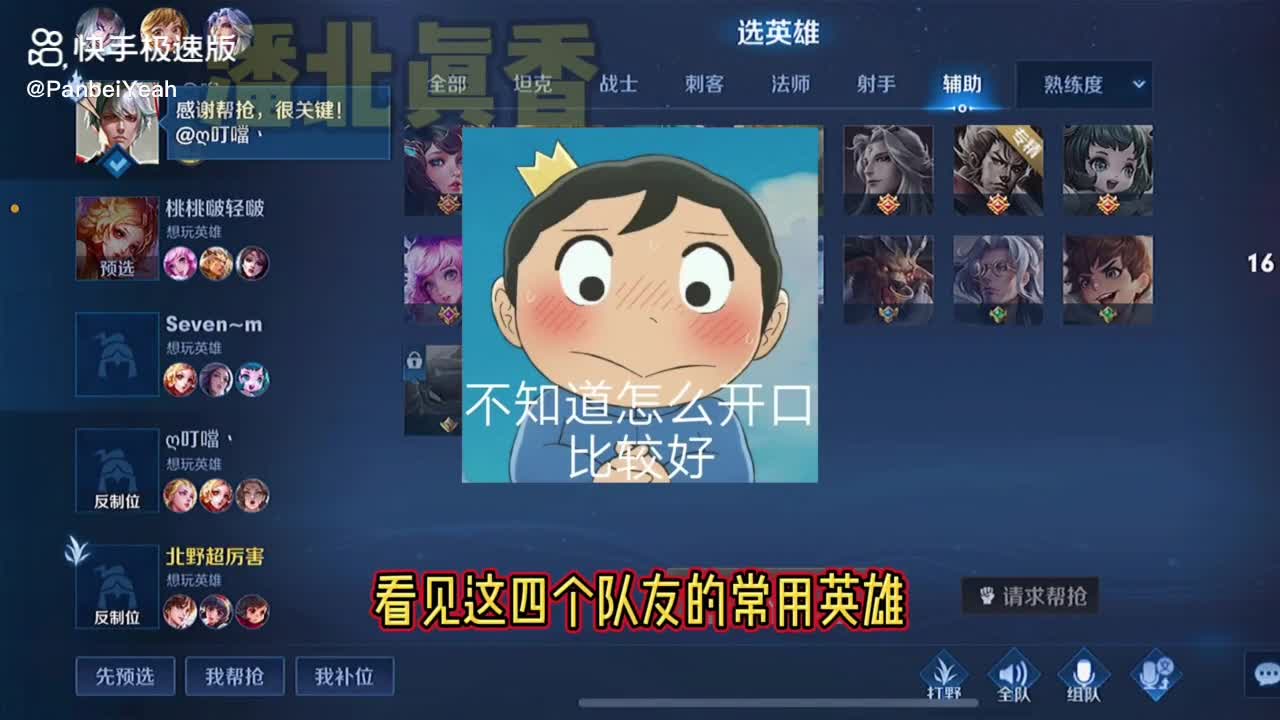 快手极速版
@PanbeiYeah
潘北真香
选英雄
全部
坦克
战士
刺客
法师
射手
辅助
熟练度
感谢帮抢，很关键！
@ღ叮噹丶
专精
桃桃啵轻啵
想玩英雄
预选
16
Seven~m
想玩英雄
ღ叮噹丶
想玩英雄
反制位
不知道怎么开口
比较好
北野超厉害
想玩英雄
反制位
看见这四个队友的常用英雄
请求帮抢
先预选
我帮抢
我补位
打野
全队
组队